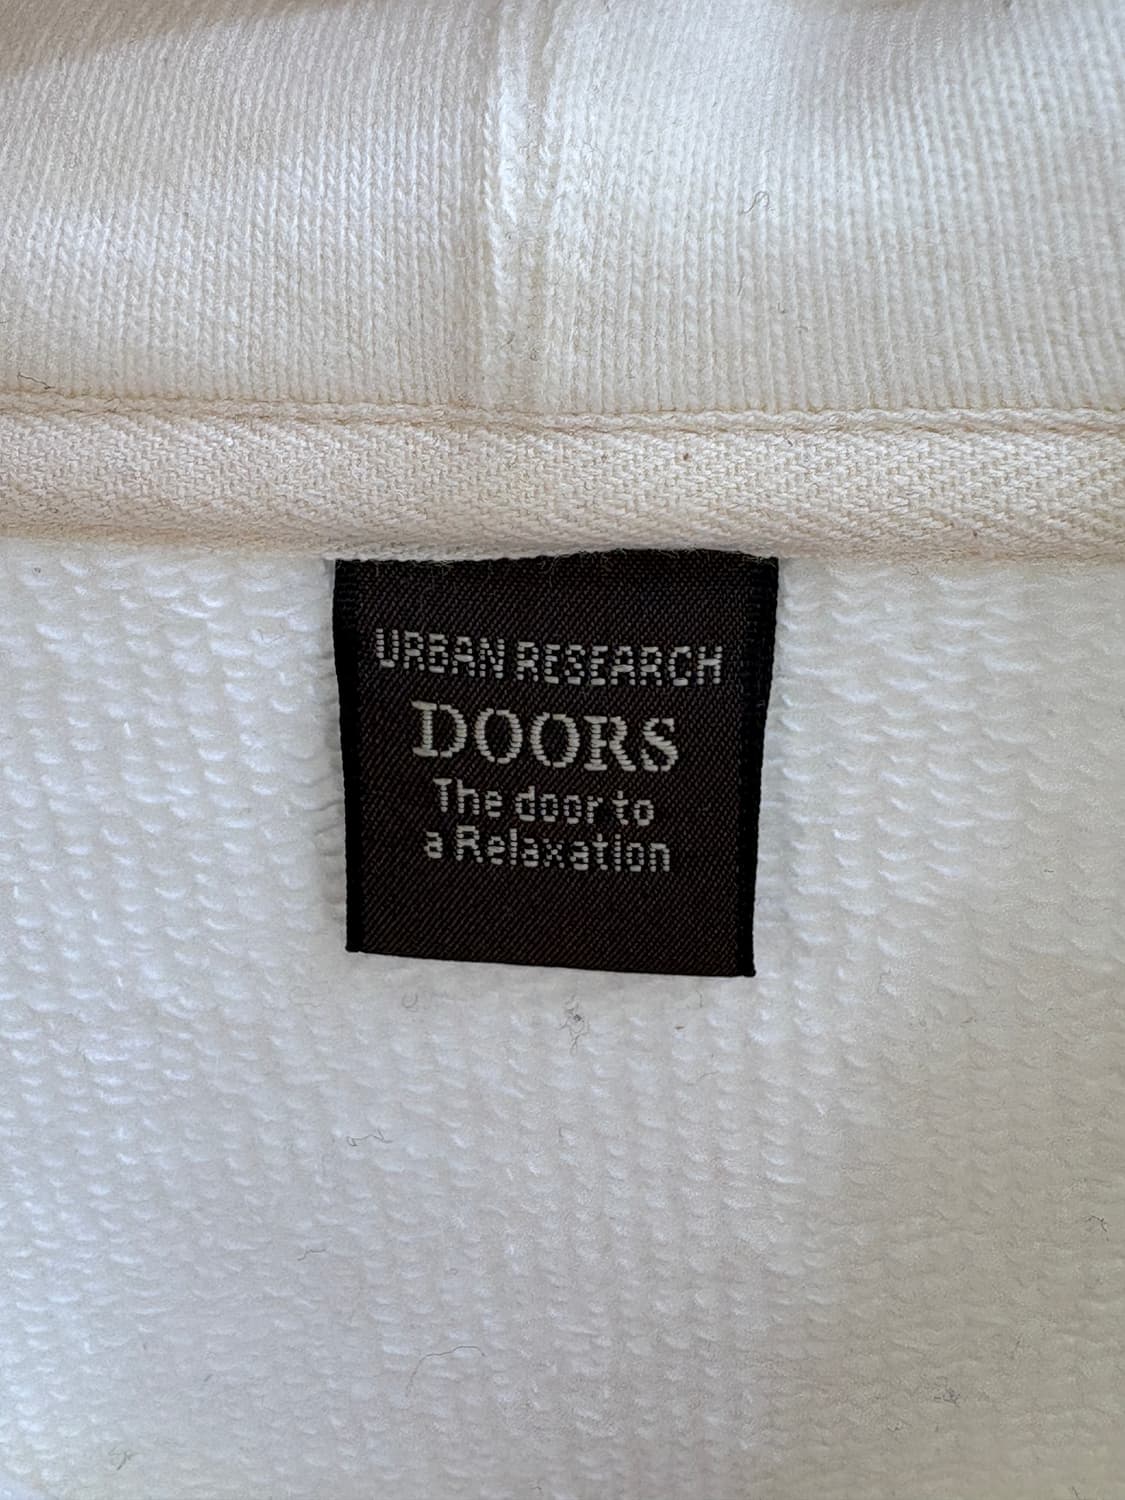 URBAN RESEARCH
DOORS
The door to
a Relaxation